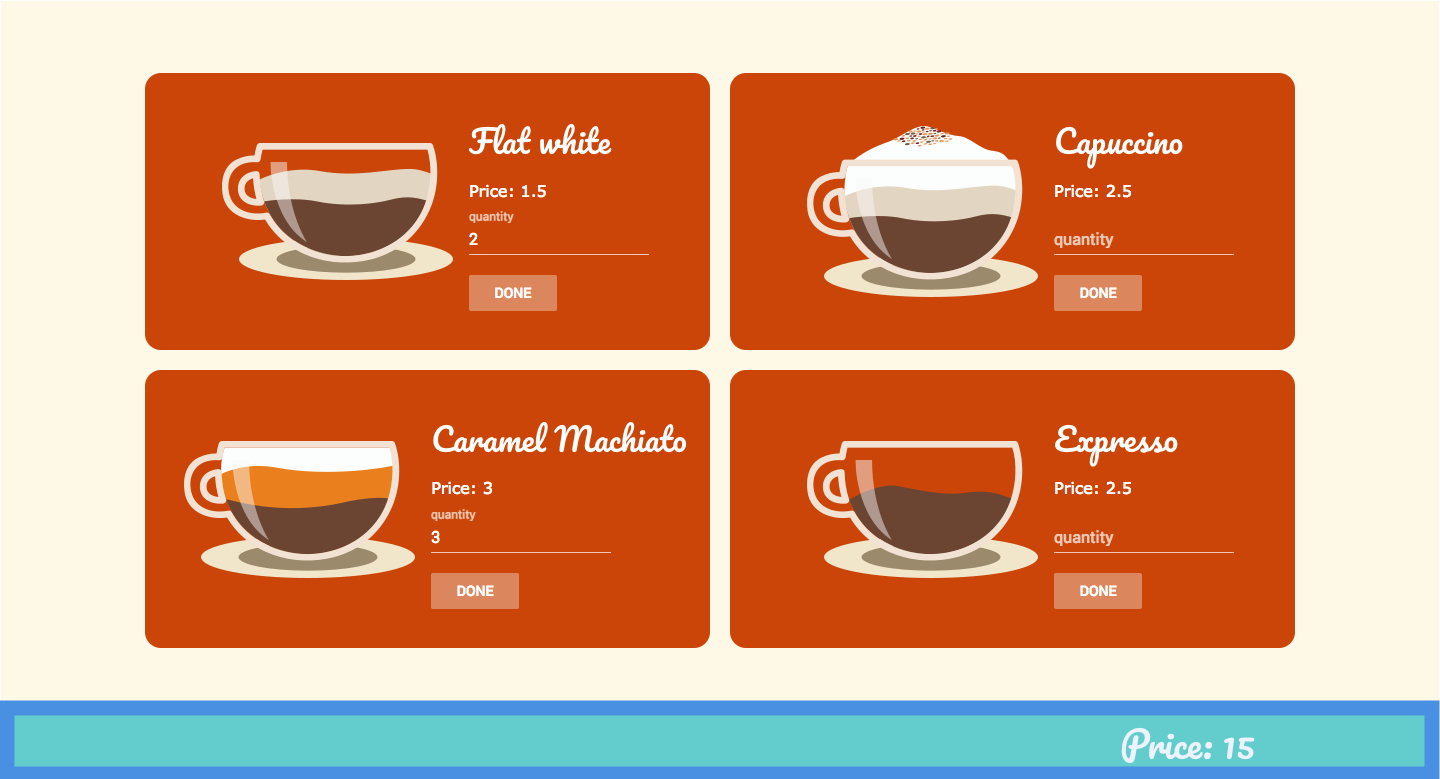 Flat white
Price: 1.5
quantity
2
DONE
Capuccino
Price: 2.5
quantity
DONE
Caramel Machiato
Price: 3
quantity
3
DONE
Expresso
Price: 2.5
quantity
DONE
Price: 15